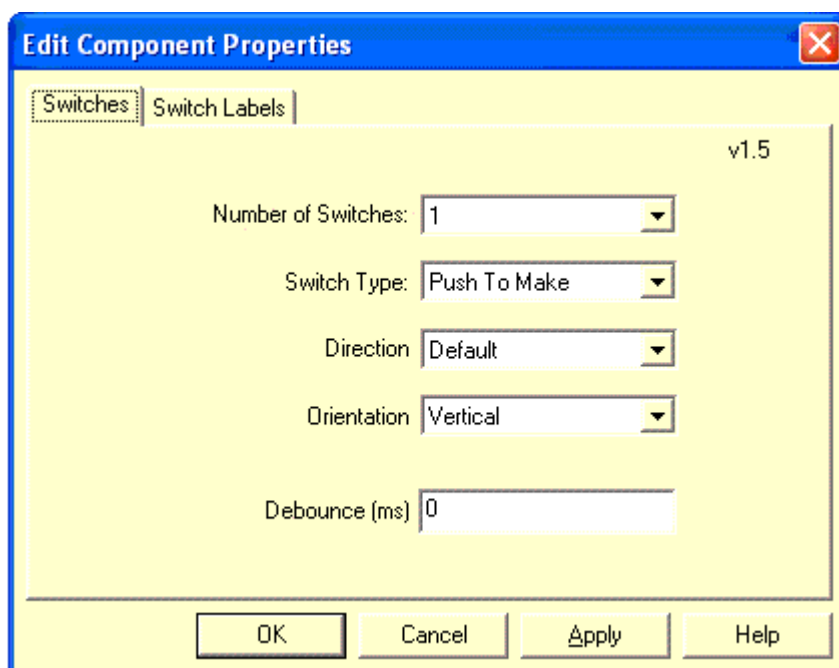 Edit Component Properties
Switches Switch Labels
v1.5
Number of Switches: 1
Switch Type: Push To Make
Direction Default
Orientation Vertical
Debounce (ms) 0
OK Cancel Apply Help